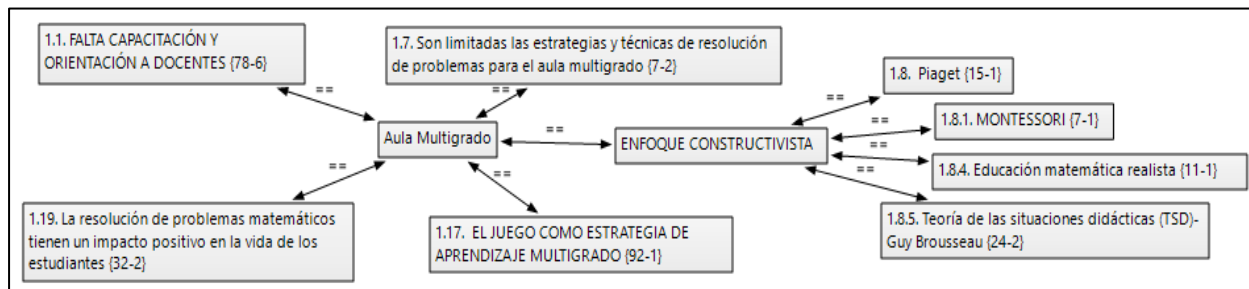 1.1. FALTA CAPACITACIÓN Y
ORIENTACIÓN A DOCENTES {78-6}
1.7. Son limitadas las estrategias y técnicas de resolución
de problemas para el aula multigrado {7-2}
1.8.  Piaget {15-1}
==
==
==
==
1.8.1. MONTESSORI {7-1}
Aula Multigrado
==
ENFOQUE CONSTRUCTIVISTA
==
1.8.4. Educación matemática realista {11-1}
==
==
==
1.19. La resolución de problemas matemáticos
tienen un impacto positivo en la vida de los
estudiantes {32-2}
1.17.  EL JUEGO COMO ESTRATEGIA DE
APRENDIZAJE MULTIGRADO {92-1}
1.8.5. Teoría de las situaciones didácticas (TSD)-
Guy Brousseau {24-2}